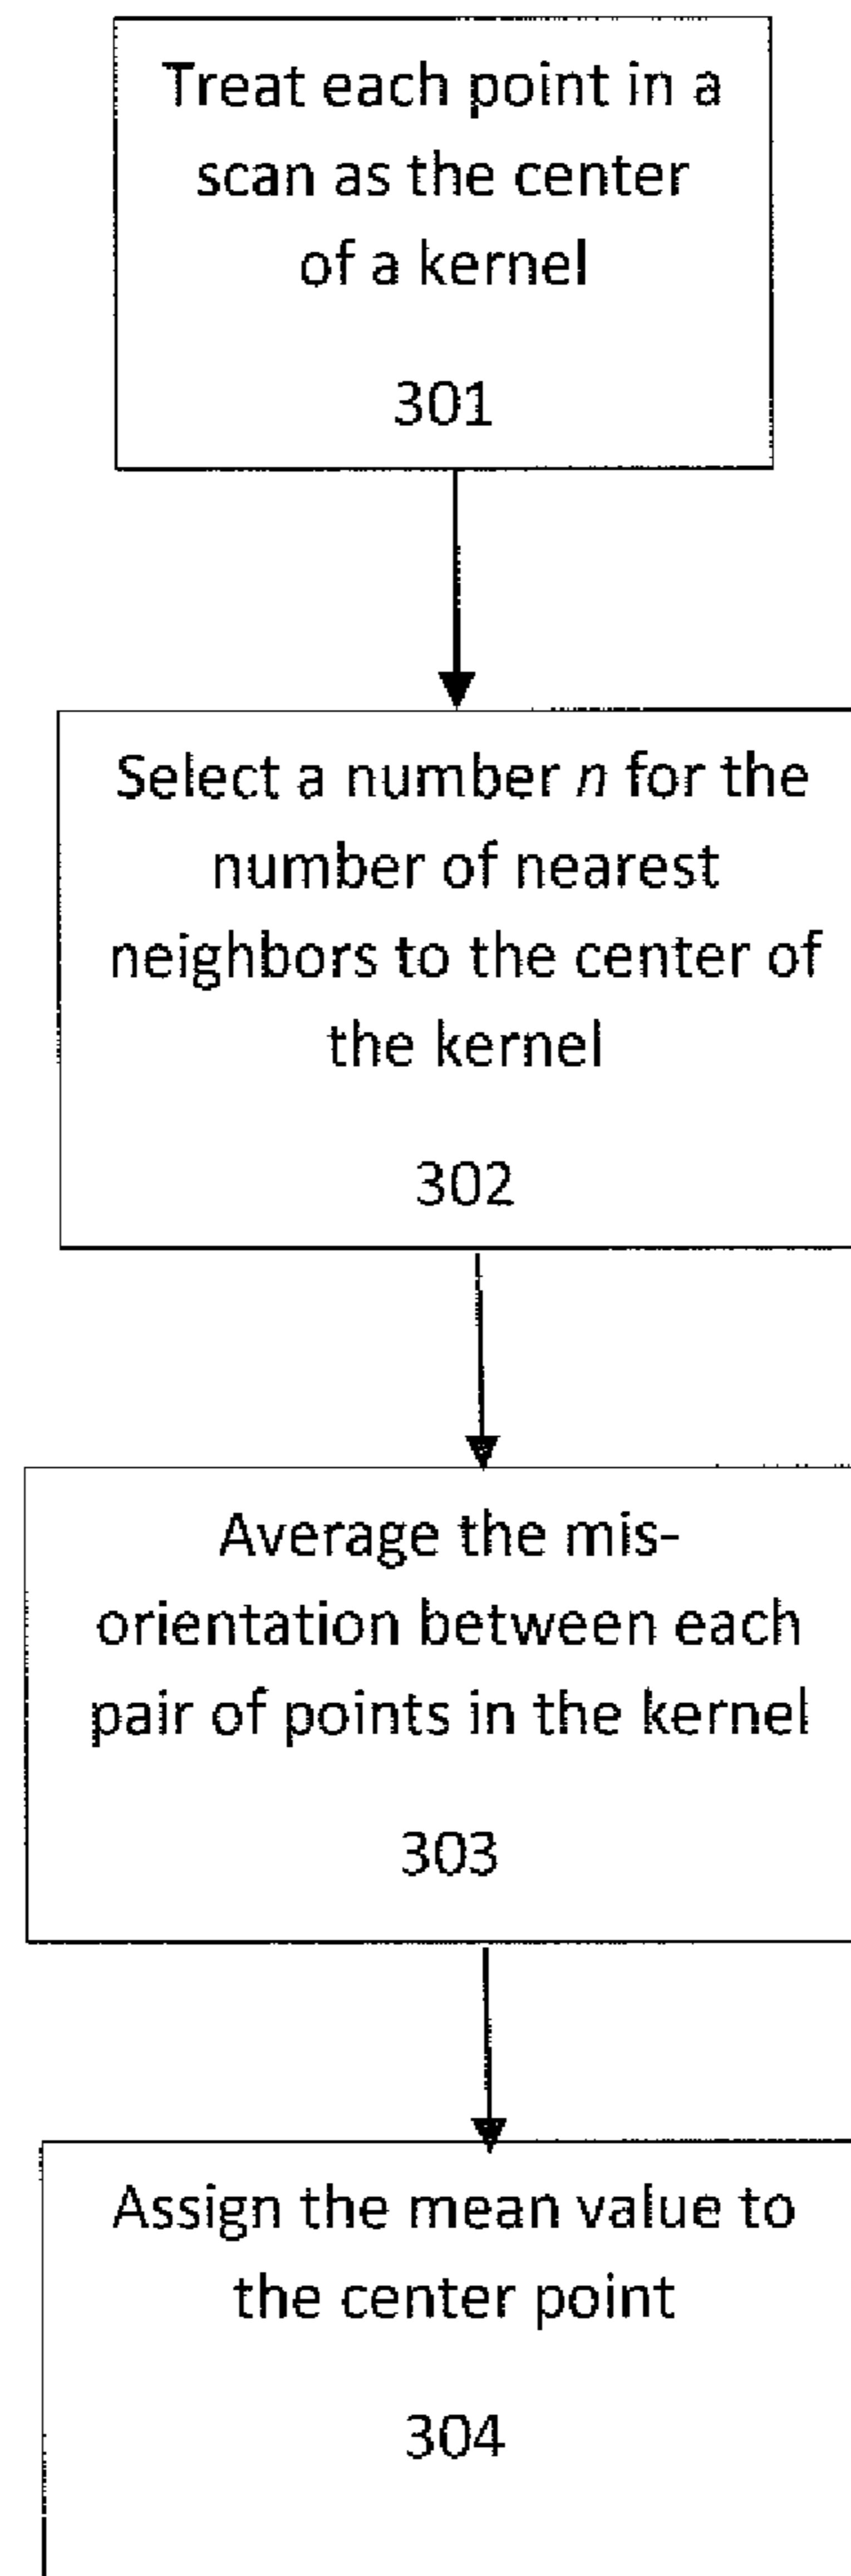 Treat each point in a
scan as the center
of a kernel
301
Select a number n for the
number of nearest
neighbors to the center of
the kernel
302
Average the mis-
orientation between each
pair of points in the kernel
303
Assign the mean value to
the center point
304